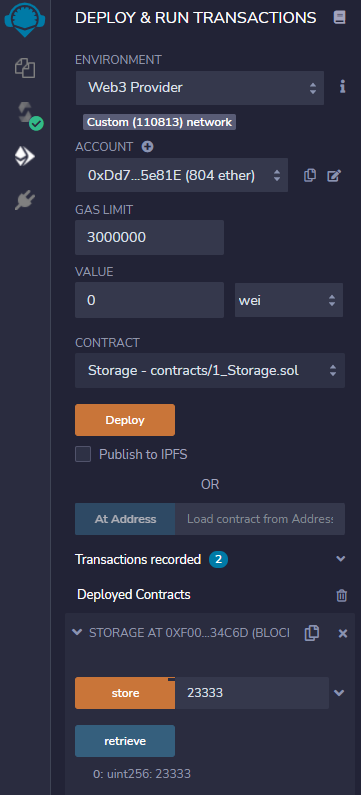 DEPLOY & RUN TRANSACTIONS
ENVIRONMENT
Web3 Provider
Custom (110813) network
ACCOUNT
0xDd7...5e81E (804 ether)
GAS LIMIT
3000000
VALUE
0 wei
CONTRACT
Storage - contracts/1_Storage.sol
Deploy
Publish to IPFS
OR
At Address Load contract from Address
Transactions recorded 2
Deployed Contracts
STORAGE AT 0XF00...34C6D (BLOCI
store 23333
retrieve
0: uint256: 23333